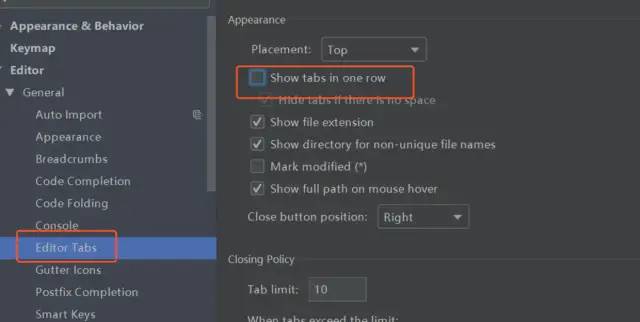 Appearance & Behavior
Keymap
Editor
General
Auto Import
Appearance
Breadcrumbs
Code Completion
Code Folding
Console
Editor Tabs
Gutter Icons
Postfix Completion
Smart Keys
Appearance
Placement: Top
Show tabs in one row
Hide tabs if there is no space
Show file extension
Show directory for non-unique file names
Mark modified (*)
Show full path on mouse hover
Close button position: Right
Closing Policy
Tab limit: 10
When tabs exceed the limit: